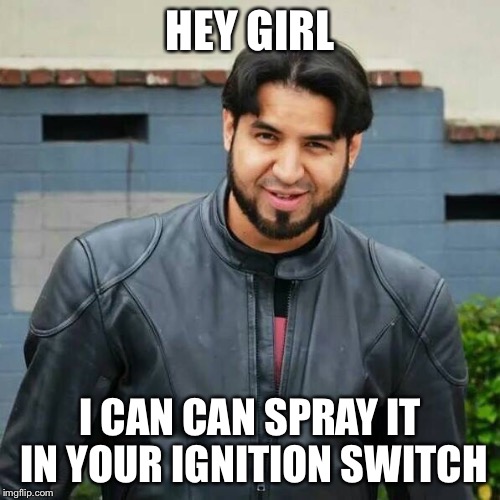 HEY GIRL
I CAN CAN SPRAY IT
IN YOUR IGNITION SWITCH
imgflip.com